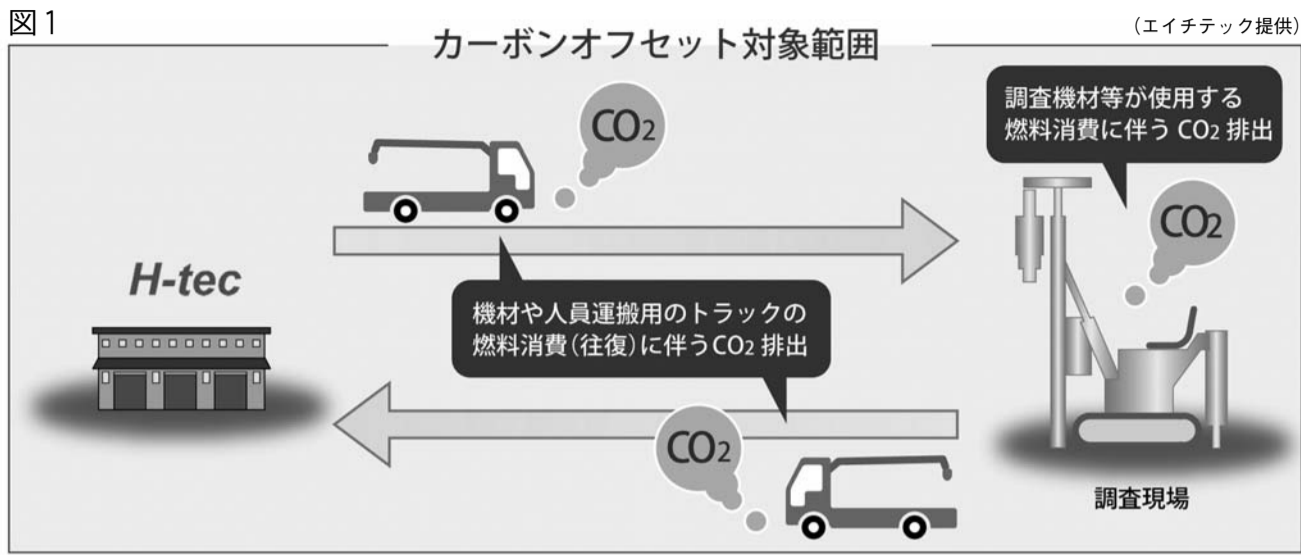 図1
（エイチテック提供）
カーボンオフセット対象範囲
CO2
調査機材等が使用する
燃料消費に伴う CO2 排出
CO2
H-tec
機材や人員運搬用のトラックの
燃料消費（往復）に伴うCO2 排出
CO2
調査現場